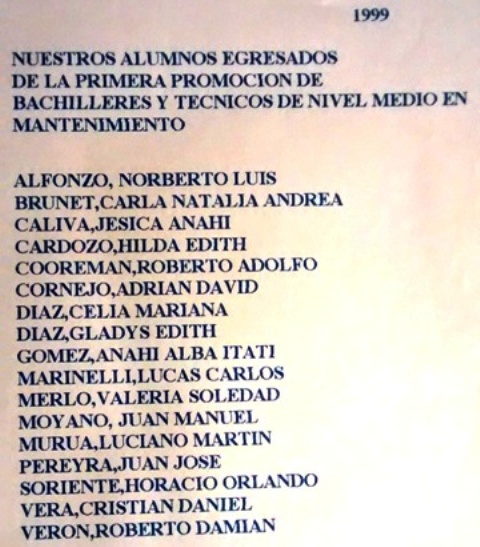 1999
NUESTROS ALUMNOS EGRESADOS
DE LA PRIMERA PROMOCION DE
BACHILLERES Y TECNICOS DE NIVEL MEDIO EN
MANTENIMIENTO
ALFONZO, NORBERTO LUIS
BRUNET,CARLA NATALIA ANDREA
CALIVA,JESICA ANAHI
CARDOZO,HILDA EDITH
COOREMAN,ROBERTO ADOLFO
CORNEJO,ADRIAN DAVID
DIAZ,CELIA MARIANA
DIAZ,GLADYS EDITH
GOMEZ,ANAHI ALBA ITATI
MARINELLI,LUCAS CARLOS
MERLO,VALERIA SOLEDAD
MOYANO, JUAN MANUEL
MURUA,LUCIANO MARTIN
PEREYRA,JUAN JOSE
SORIENTE,HORACIO ORLANDO
VERA,CRISTIAN DANIEL
VERON,ROBERTO DAMIAN